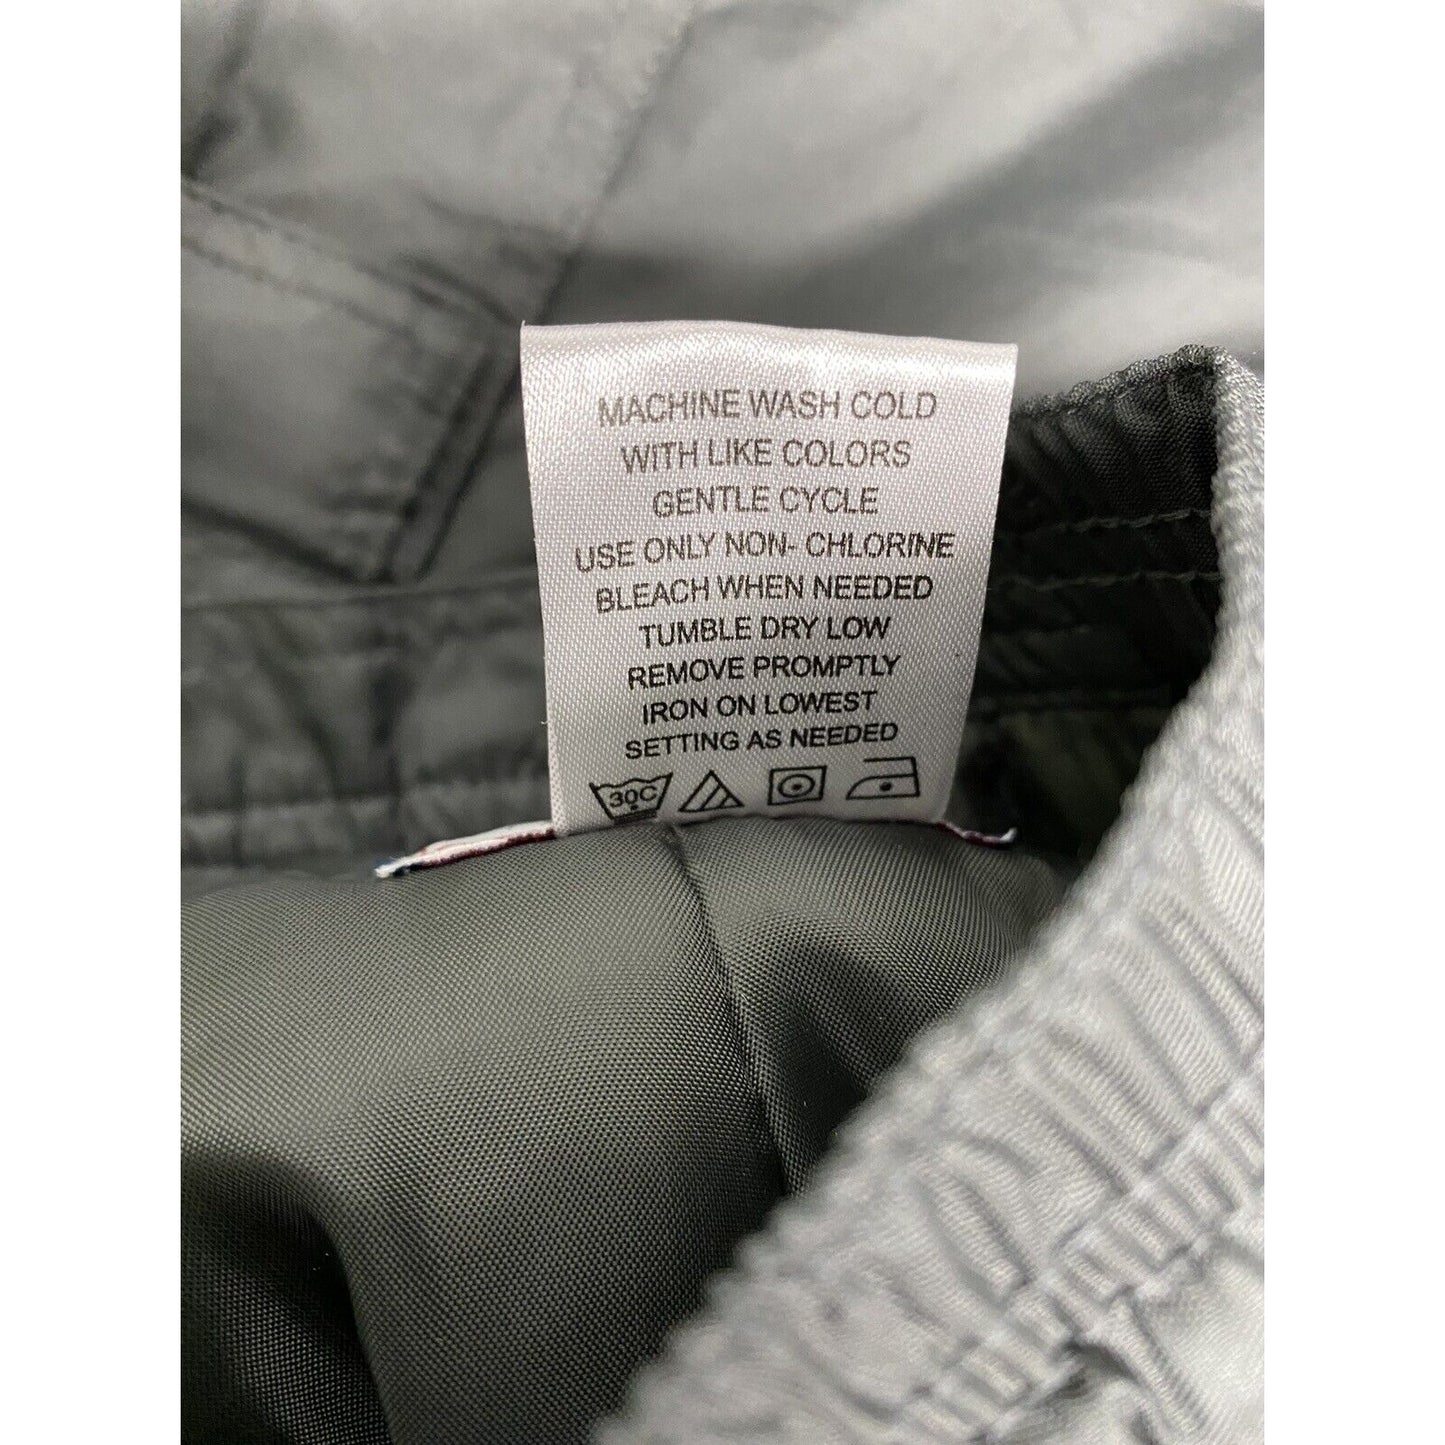 MACHINE WASH COLD
WITH LIKE COLORS
GENTLE CYCLE
USE ONLY NON- CHLORINE
BLEACH WHEN NEEDED
TUMBLE DRY LOW
REMOVE PROMPTLY
IRON ON LOWEST
SETTING AS NEEDED
30C